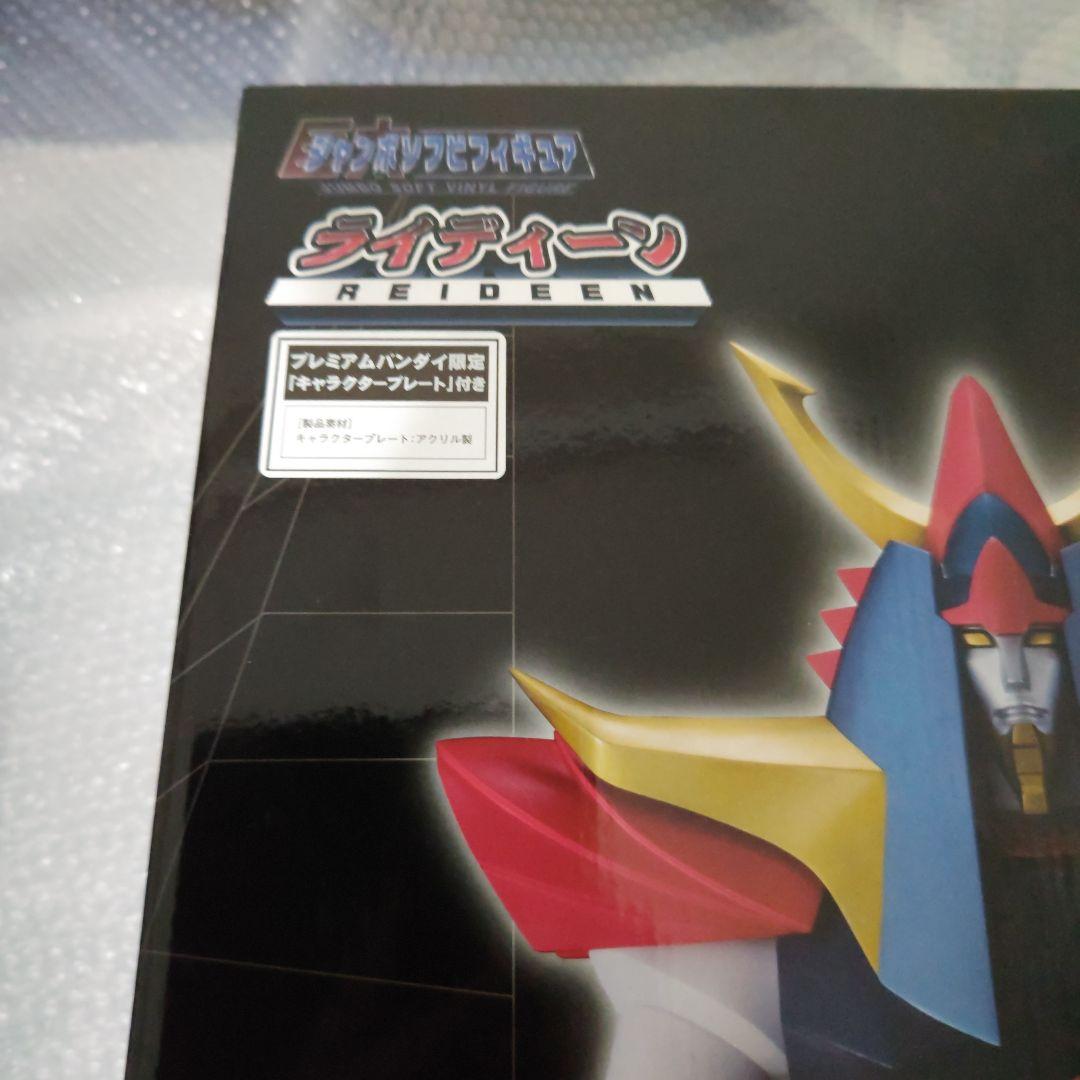 ジャンボソフビフィギュア
JUMBO SOFT VINYL FIGURE
ライディーン
REIDEEN
プレミアムバンダイ限定
「キャラクタープレート」付き
［製品素材］
キャラクタープレート：アクリル製